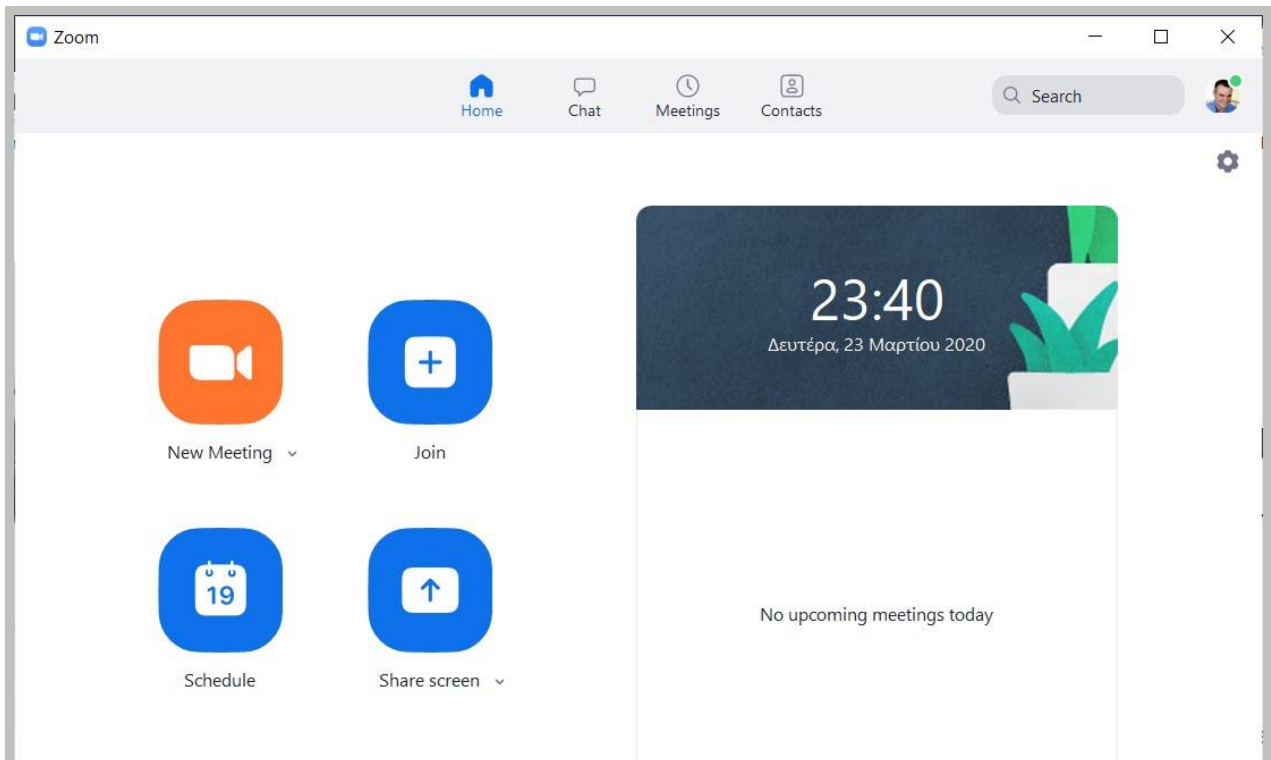 Zoom
Home Chat Meetings Contacts Search
23:40
Δευτέρα, 23 Μαρτίου 2020
New Meeting Join
19
Schedule Share screen
No upcoming meetings today